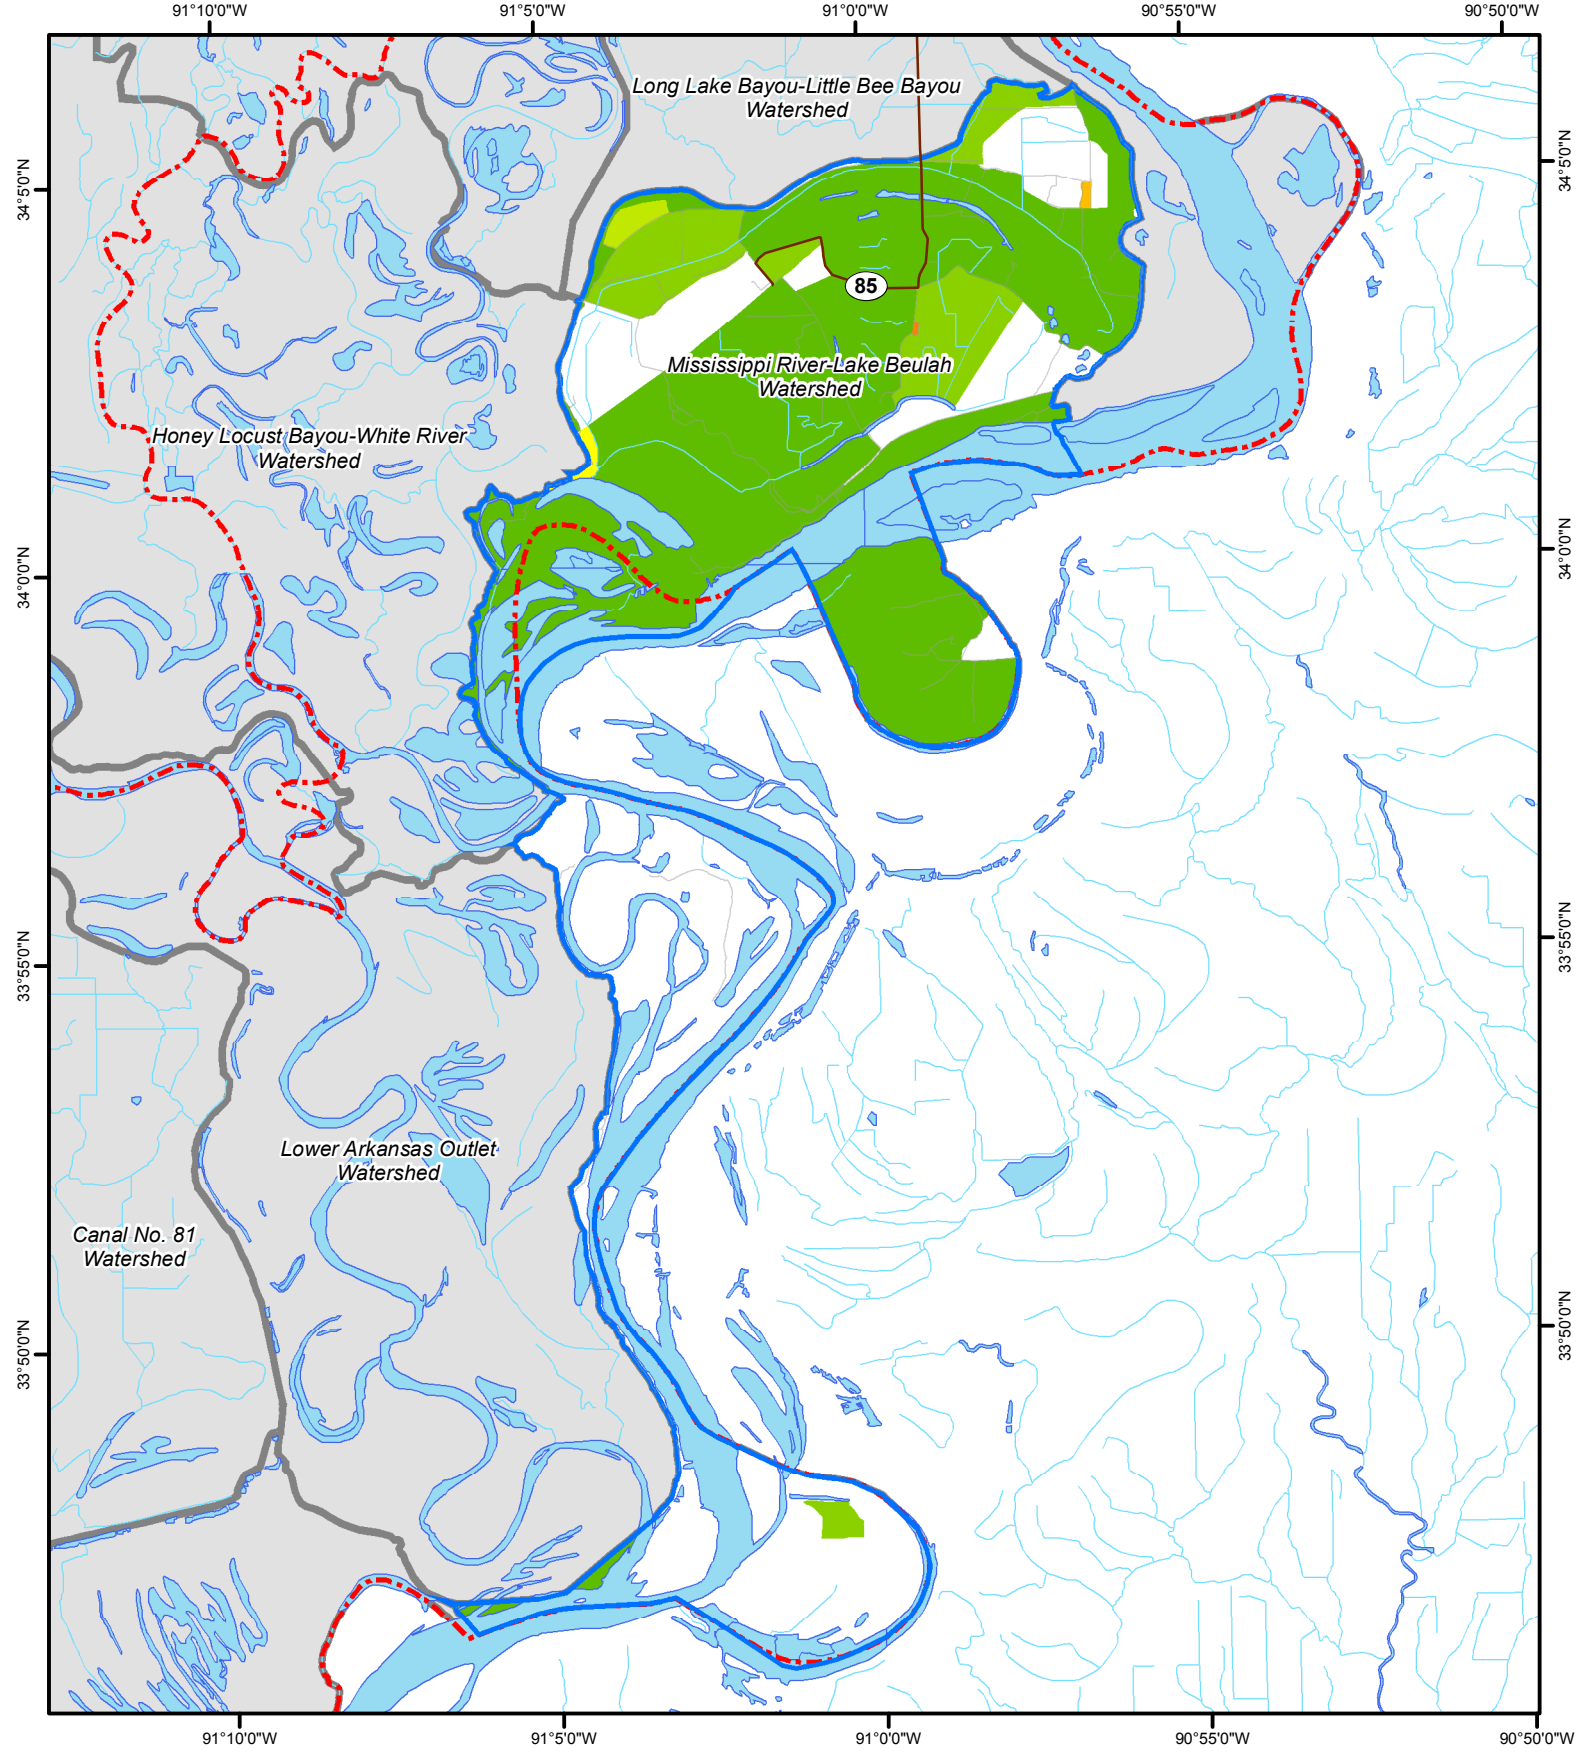 91°10'0"W
91°5'0"W
91°0'0"W
90°55'0"W
90°50'0"W
Long Lake Bayou-Little Bee Bayou
Watershed
34°5'0"N
34°5'0"N
85
Mississippi River-Lake Beulah
Watershed
Honey Locust Bayou-White River
Watershed
34°0'0"N
34°0'0"N
33°55'0"N
33°55'0"N
Lower Arkansas Outlet
Watershed
Canal No. 81
Watershed
33°50'0"N
33°50'0"N
91°10'0"W
91°5'0"W
91°0'0"W
90°55'0"W
90°50'0"W